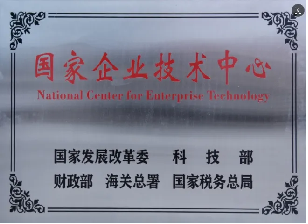 国家企业技术中心
National Center for Enterprise Technology
国家发展改革委 科技部
财政部 海关总署 国家税务总局